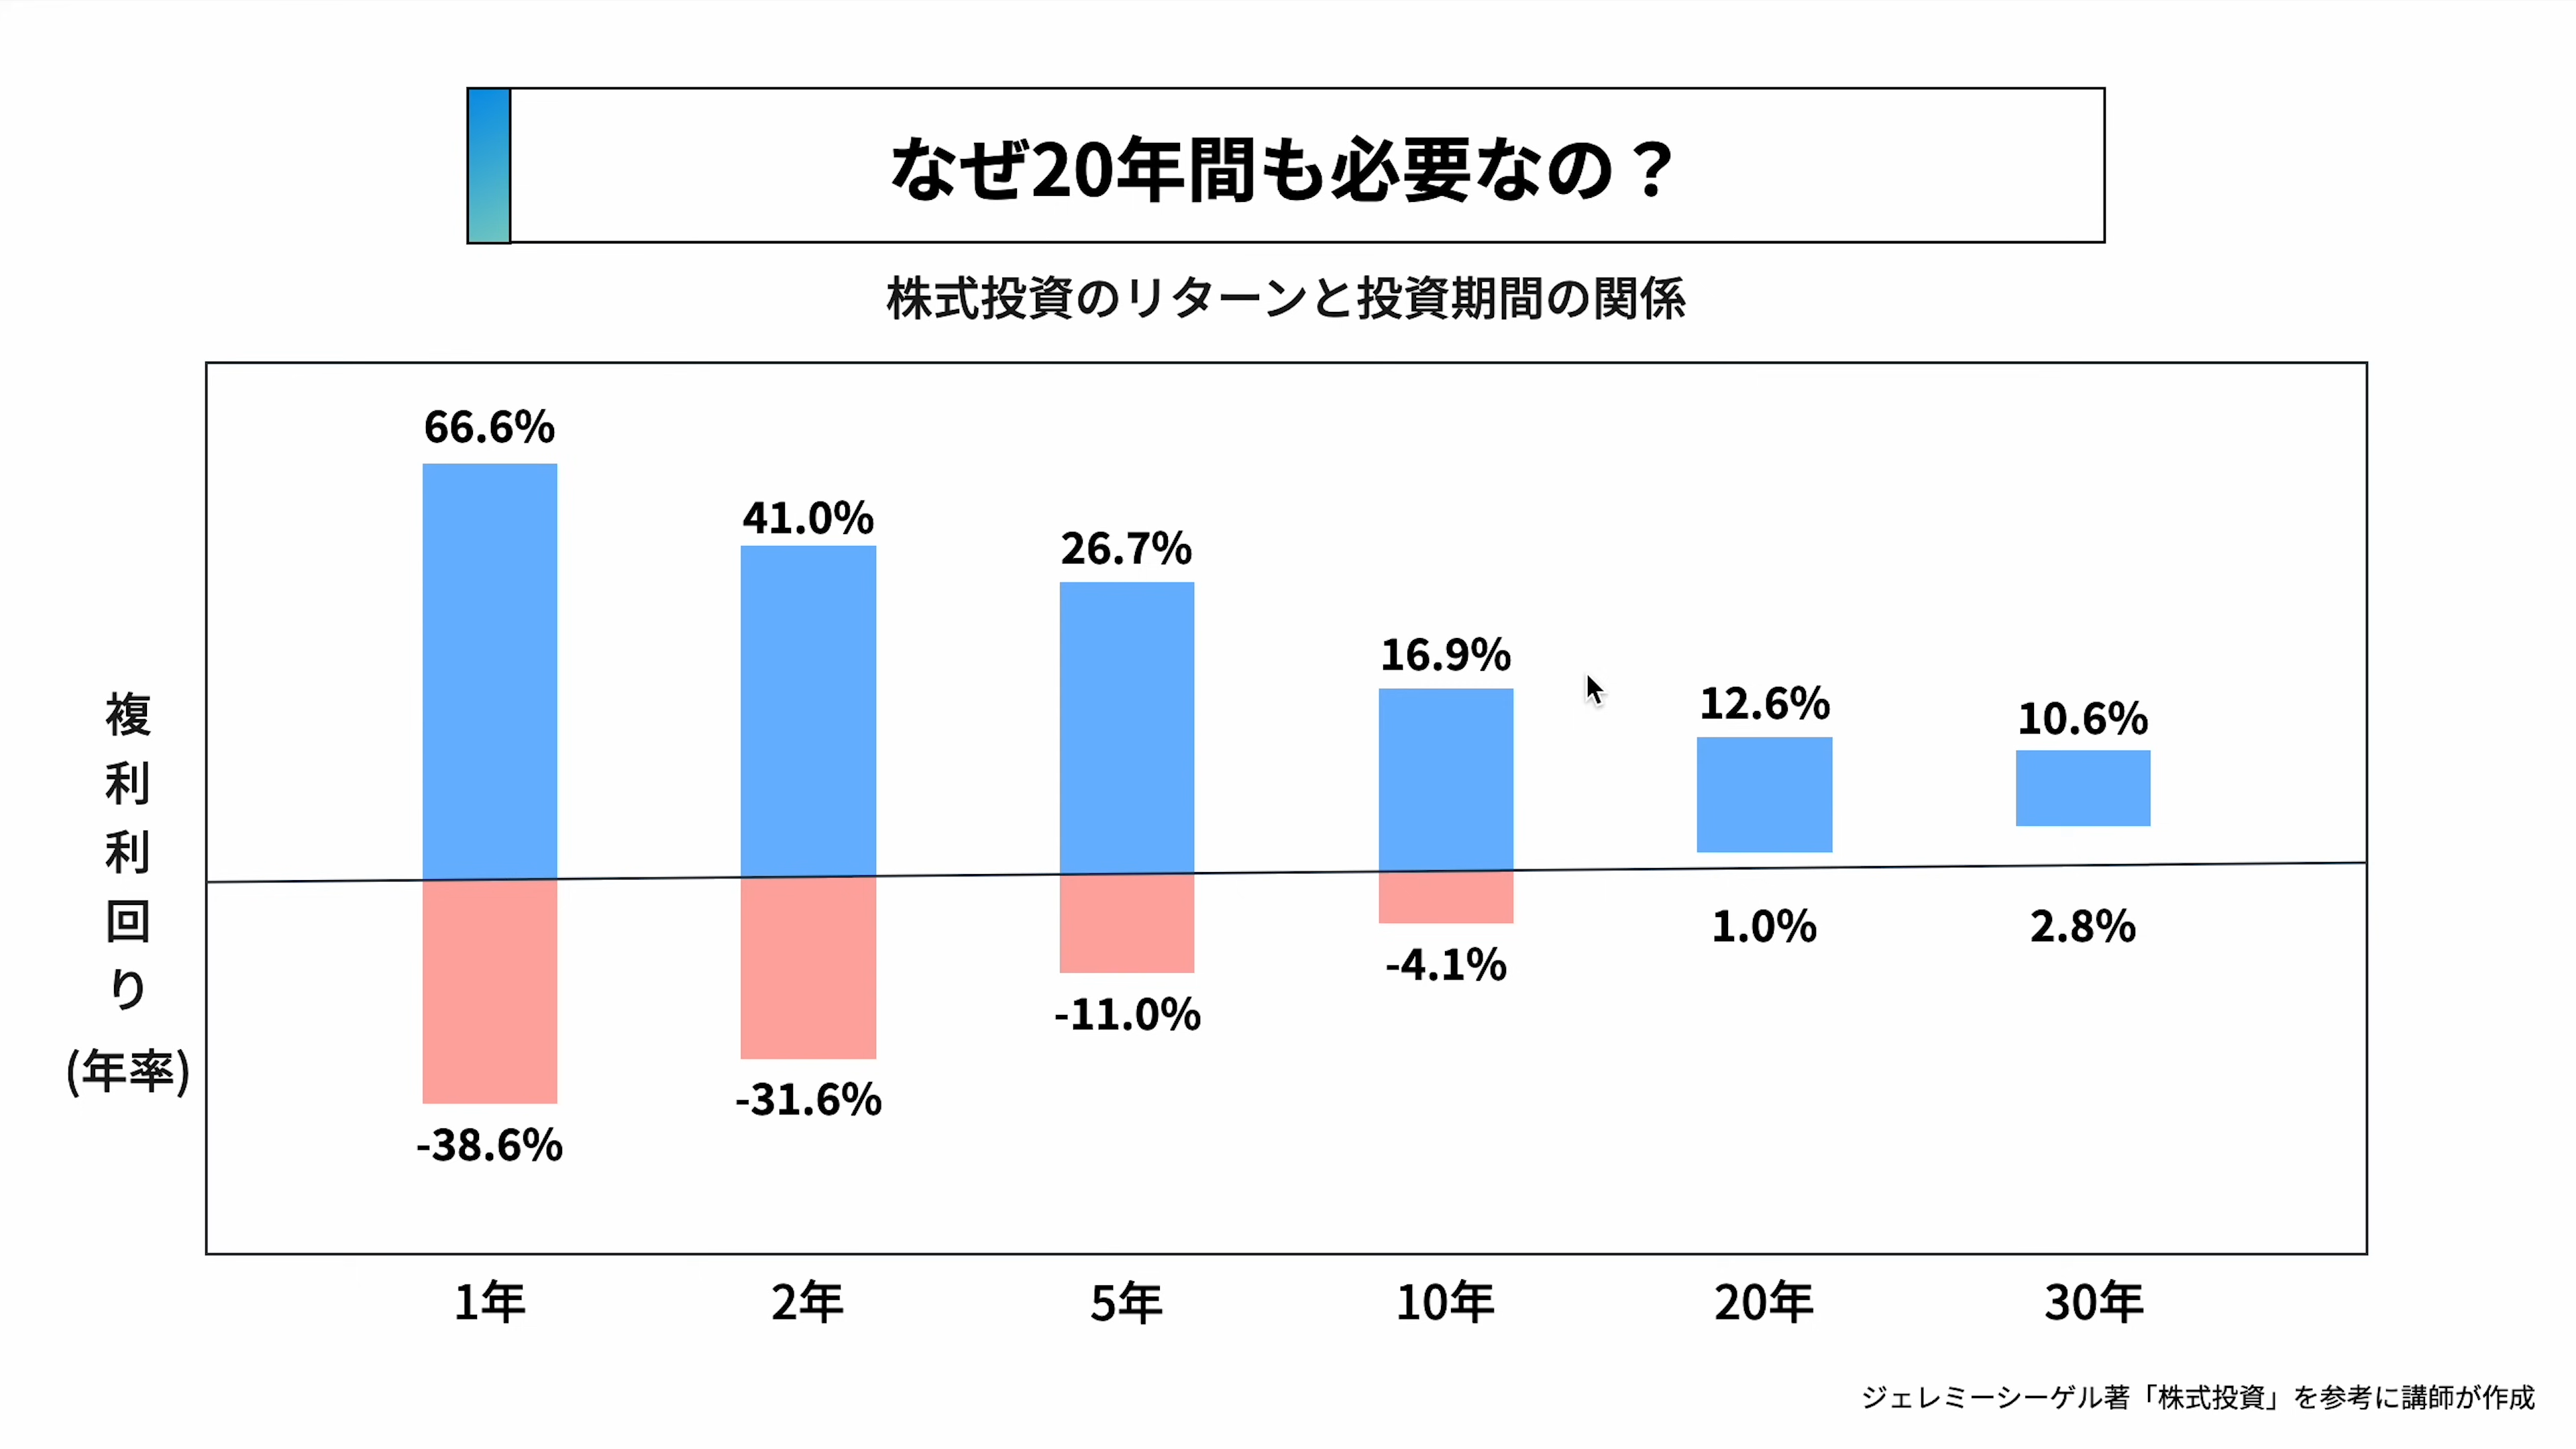 なぜ20年間も必要なの？
株式投資のリターンと投資期間の関係
66.6%
41.0%
26.7%
16.9%
12.6%
10.6%
複利利回り
(年率)
1.0%
2.8%
-4.1%
-11.0%
-31.6%
-38.6%
1年
2年
5年
10年
20年
30年
ジェレミーシーゲル著「株式投資」を参考に講師が作成